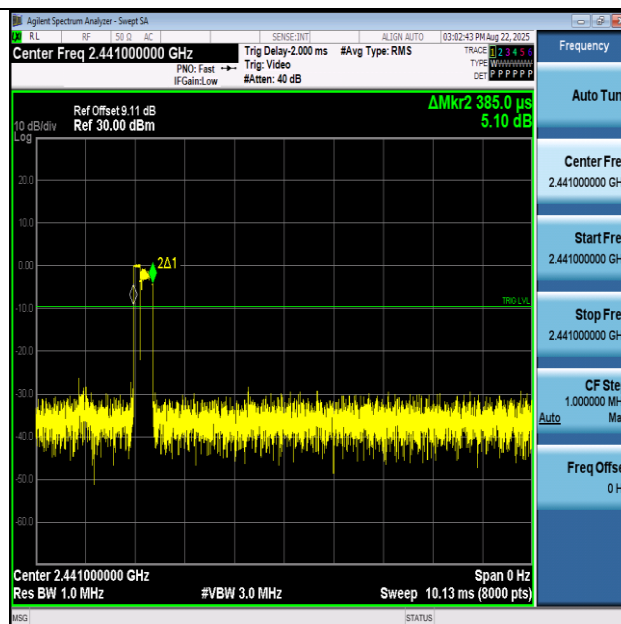 Agilent Spectrum Analyzer - Swept SA
RL RF 50 Ω AC SENSE:INT ALIGN AUTO 03:02:43 PM Aug 22, 2025
Center Freq 2.441000000 GHz
Trig Delay-2.000 ms #Avg Type: RMS
TRACE 1 2 3 4 5 6
PNO: Fast
Trig: Video
TYPE WWWWWW
IFGain:Low
#Atten: 40 dB
DET P P P P P P
Frequency
ΔMkr2 385.0 µs
5.10 dB
Ref Offset 9.11 dB
10 dB/div Ref 30.00 dBm
Log
20.0
10.0
0.00
-10.0
-20.0
-30.0
-40.0
-50.0
-60.0
2Δ1
TRIG LVL
Center 2.441000000 GHz Span 0 Hz
Res BW 1.0 MHz #VBW 3.0 MHz Sweep 10.13 ms (8000 pts)
MSG STATUS
Auto Tun
Center Fre
2.441000000 GH
Start Fre
2.441000000 GH
Stop Fre
2.441000000 GH
CF Ste
1.000000 MH
Auto Ma
Freq Offse
0 H